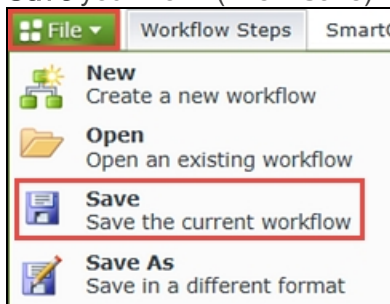 File Workflow Steps
New
Create a new workflow
Open
Open an existing workflow
Save
Save the current workflow
Save As
Save in a different format